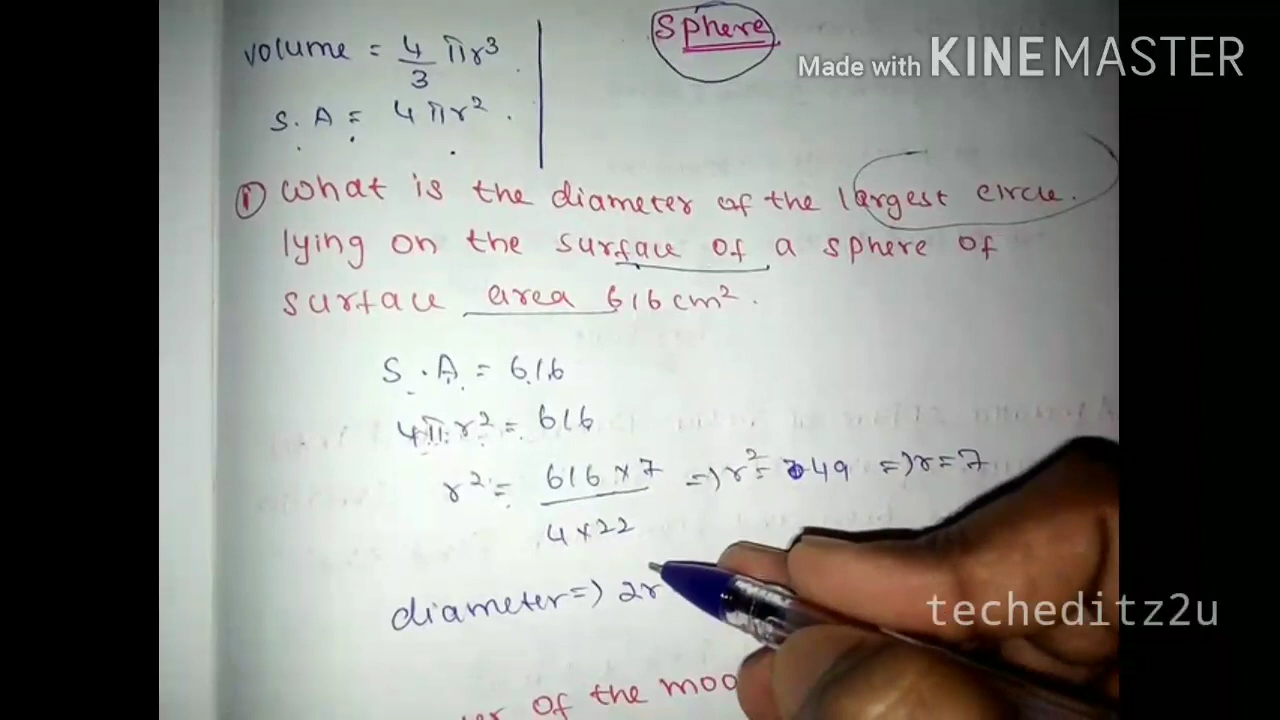 Sphere
Made with KINEMASTER
volume = 4/3 πr³
S.A = 4πr².
① What is the diameter of the largest circle.
lying on the surface of a sphere of
surface area 616 cm².
S.A = 616
4πr² = 616
r² = 616 × 7 / 4 × 22 => r² = 49 => r = 7
diameter => 2r
techeditz2u
of the moo